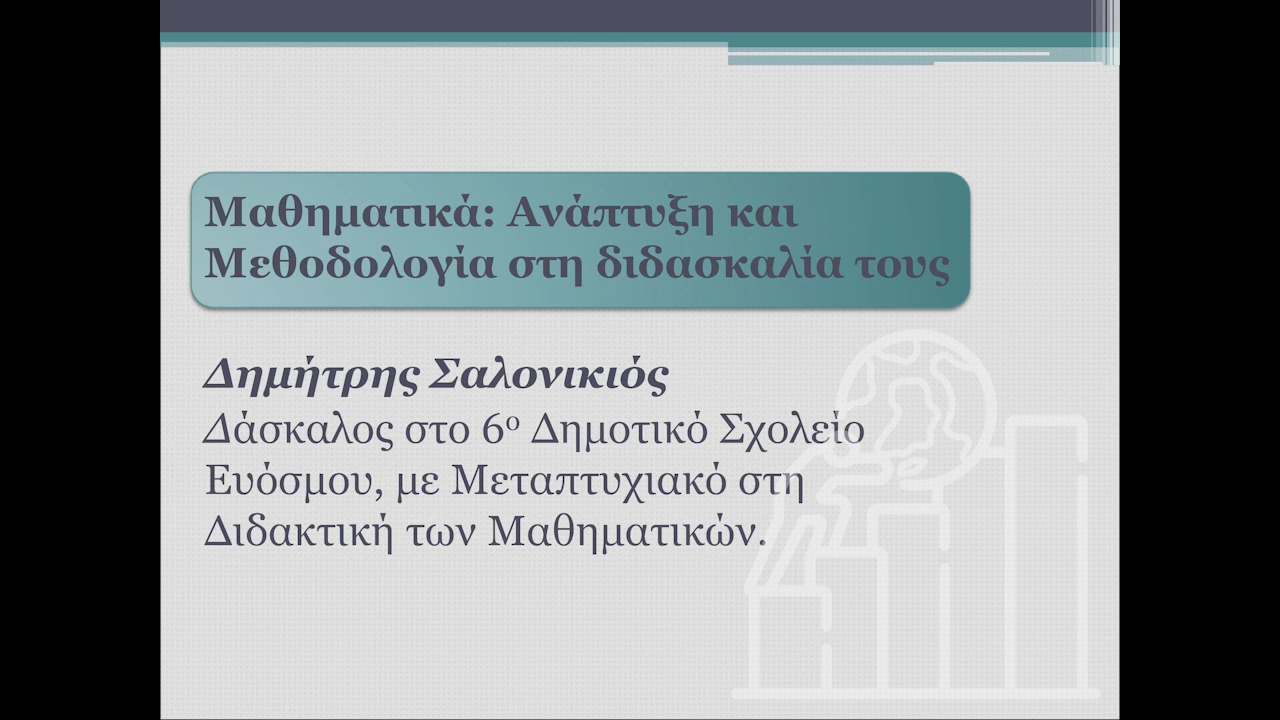 Μαθηματικά: Ανάπτυξη και
Μεθοδολογία στη διδασκαλία τους
Δημήτρης Σαλονικιός
Δάσκαλος στο 6ο Δημοτικό Σχολείο
Ευόσμου, με Μεταπτυχιακό στη
Διδακτική των Μαθηματικών.